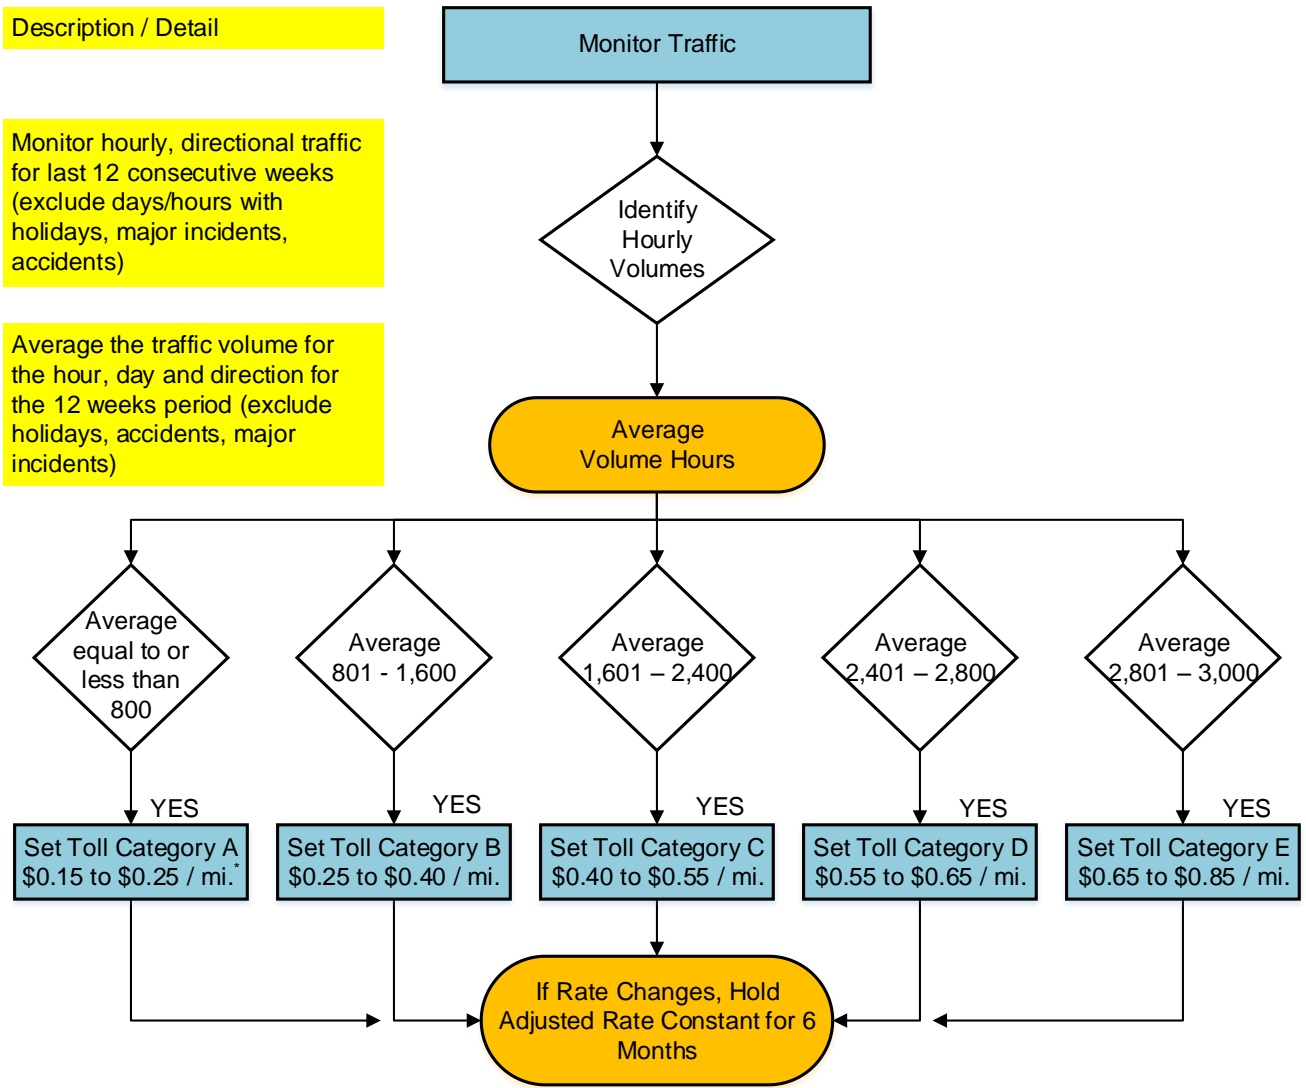 Description / Detail
Monitor Traffic
Monitor hourly, directional traffic
for last 12 consecutive weeks
(exclude days/hours with
holidays, major incidents,
accidents)
Identify
Hourly
Volumes
Average the traffic volume for
the hour, day and direction for
the 12 weeks period (exclude
holidays, accidents, major
incidents)
Average
Volume Hours
Average
equal to or
less than
800
Average
801 - 1,600
Average
1,601 – 2,400
Average
2,401 – 2,800
Average
2,801 – 3,000
YES
YES
YES
YES
YES
Set Toll Category A
$0.15 to $0.25 / mi.*
Set Toll Category B
$0.25 to $0.40 / mi.
Set Toll Category C
$0.40 to $0.55 / mi.
Set Toll Category D
$0.55 to $0.65 / mi.
Set Toll Category E
$0.65 to $0.85 / mi.
If Rate Changes, Hold
Adjusted Rate Constant for 6
Months